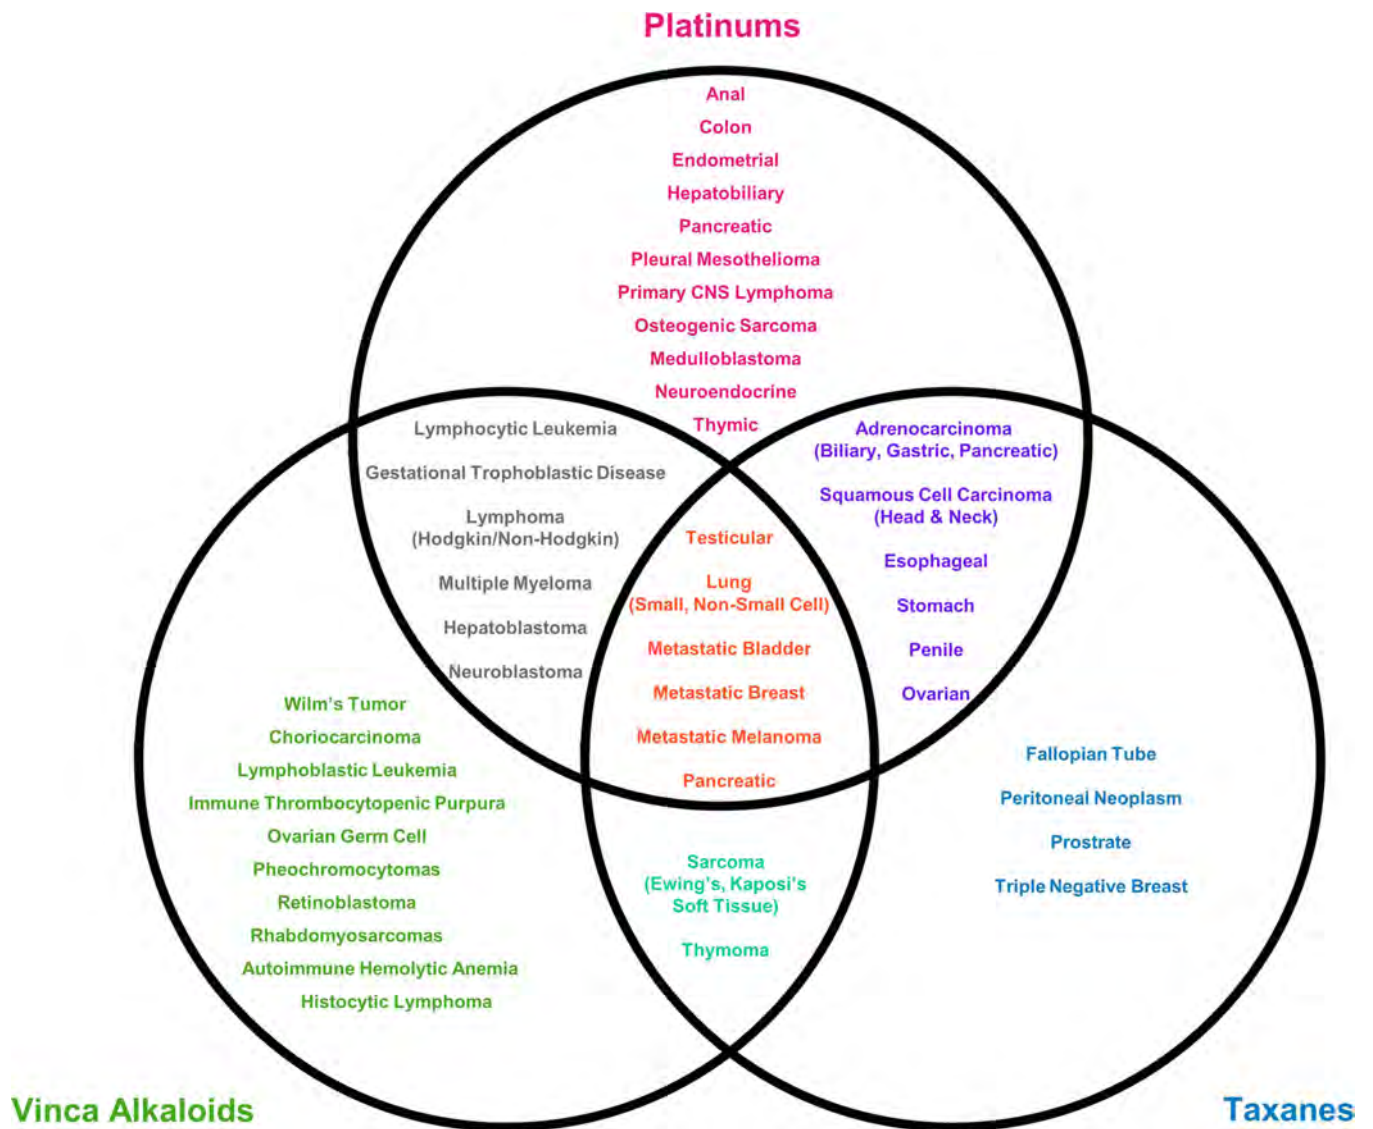 Platinums
Anal
Colon
Endometrial
Hepatobiliary
Pancreatic
Pleural Mesothelioma
Primary CNS Lymphoma
Osteogenic Sarcoma
Medulloblastoma
Neuroendocrine
Thymic
Lymphocytic Leukemia
Gestational Trophoblastic Disease
Lymphoma
(Hodgkin/Non-Hodgkin)
Multiple Myeloma
Hepatoblastoma
Neuroblastoma
Adrenocarcinoma
(Biliary, Gastric, Pancreatic)
Squamous Cell Carcinoma
(Head & Neck)
Esophageal
Stomach
Penile
Ovarian
Testicular
Lung
(Small, Non-Small Cell)
Metastatic Bladder
Metastatic Breast
Metastatic Melanoma
Pancreatic
Wilm's Tumor
Choriocarcinoma
Lymphoblastic Leukemia
Immune Thrombocytopenic Purpura
Ovarian Germ Cell
Pheochromocytomas
Retinoblastoma
Rhabdomyosarcomas
Autoimmune Hemolytic Anemia
Histocytic Lymphoma
Sarcoma
(Ewing's, Kaposi's
Soft Tissue)
Thymoma
Fallopian Tube
Peritoneal Neoplasm
Prostrate
Triple Negative Breast
Vinca Alkaloids
Taxanes